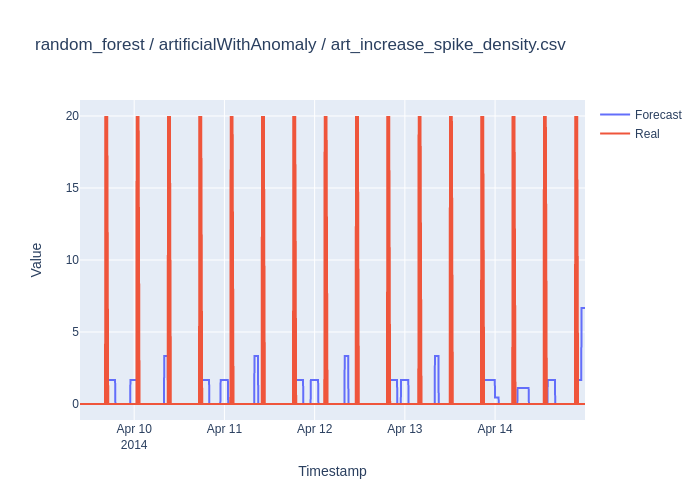 random_forest / artificialWithAnomaly / art_increase_spike_density.csv
Forecast
Real
20
15
10
5
0
Value
Apr 10
2014
Apr 11
Apr 12
Apr 13
Apr 14
Timestamp